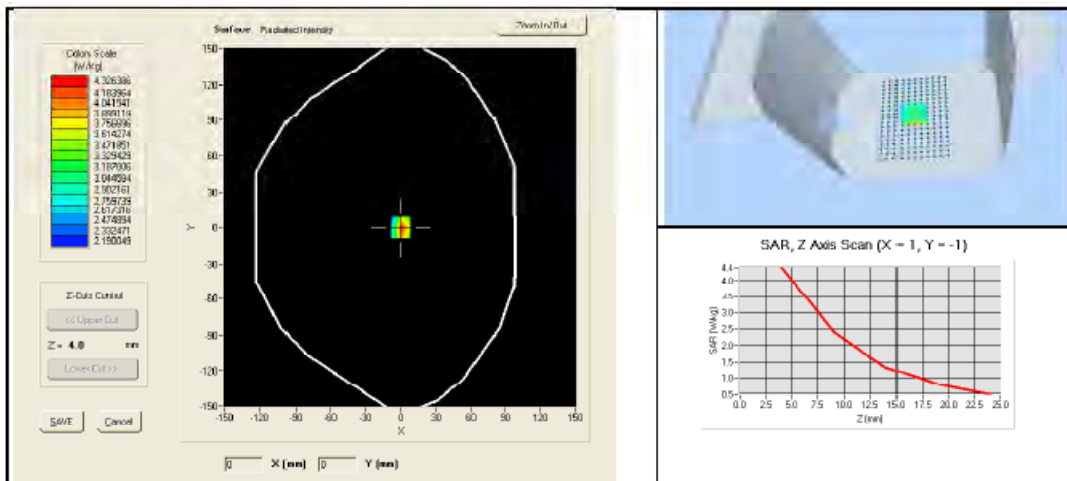 Surface Radiated Intensity
Zoom In/Out
Colors Scale
(W/Kg)
4.326386
4.183964
4.041541
3.899119
3.756696
3.614274
3.471851
3.329429
3.187006
3.044584
2.902161
2.759739
2.617316
2.474894
2.332471
2.190049
150
120
90
60
30
0
-30
-60
-90
-120
-150
Y
-150 -120 -90 -60 -30 0 30 60 90 120 150
X
Z-Cuts Control
<< Upper Cut
Z = 4.0 mm
Lower Cut >>
SAVE Cancel
0 X (mm) 0 Y (mm)
SAR, Z Axis Scan (X = 1, Y = -1)
4.4
4.0
3.5
3.0
2.5
2.0
1.5
1.0
0.5
SAR (W/kg)
0.0 2.5 5.0 7.5 10.0 12.5 15.0 17.5 20.0 22.5 25.0
Z (mm)